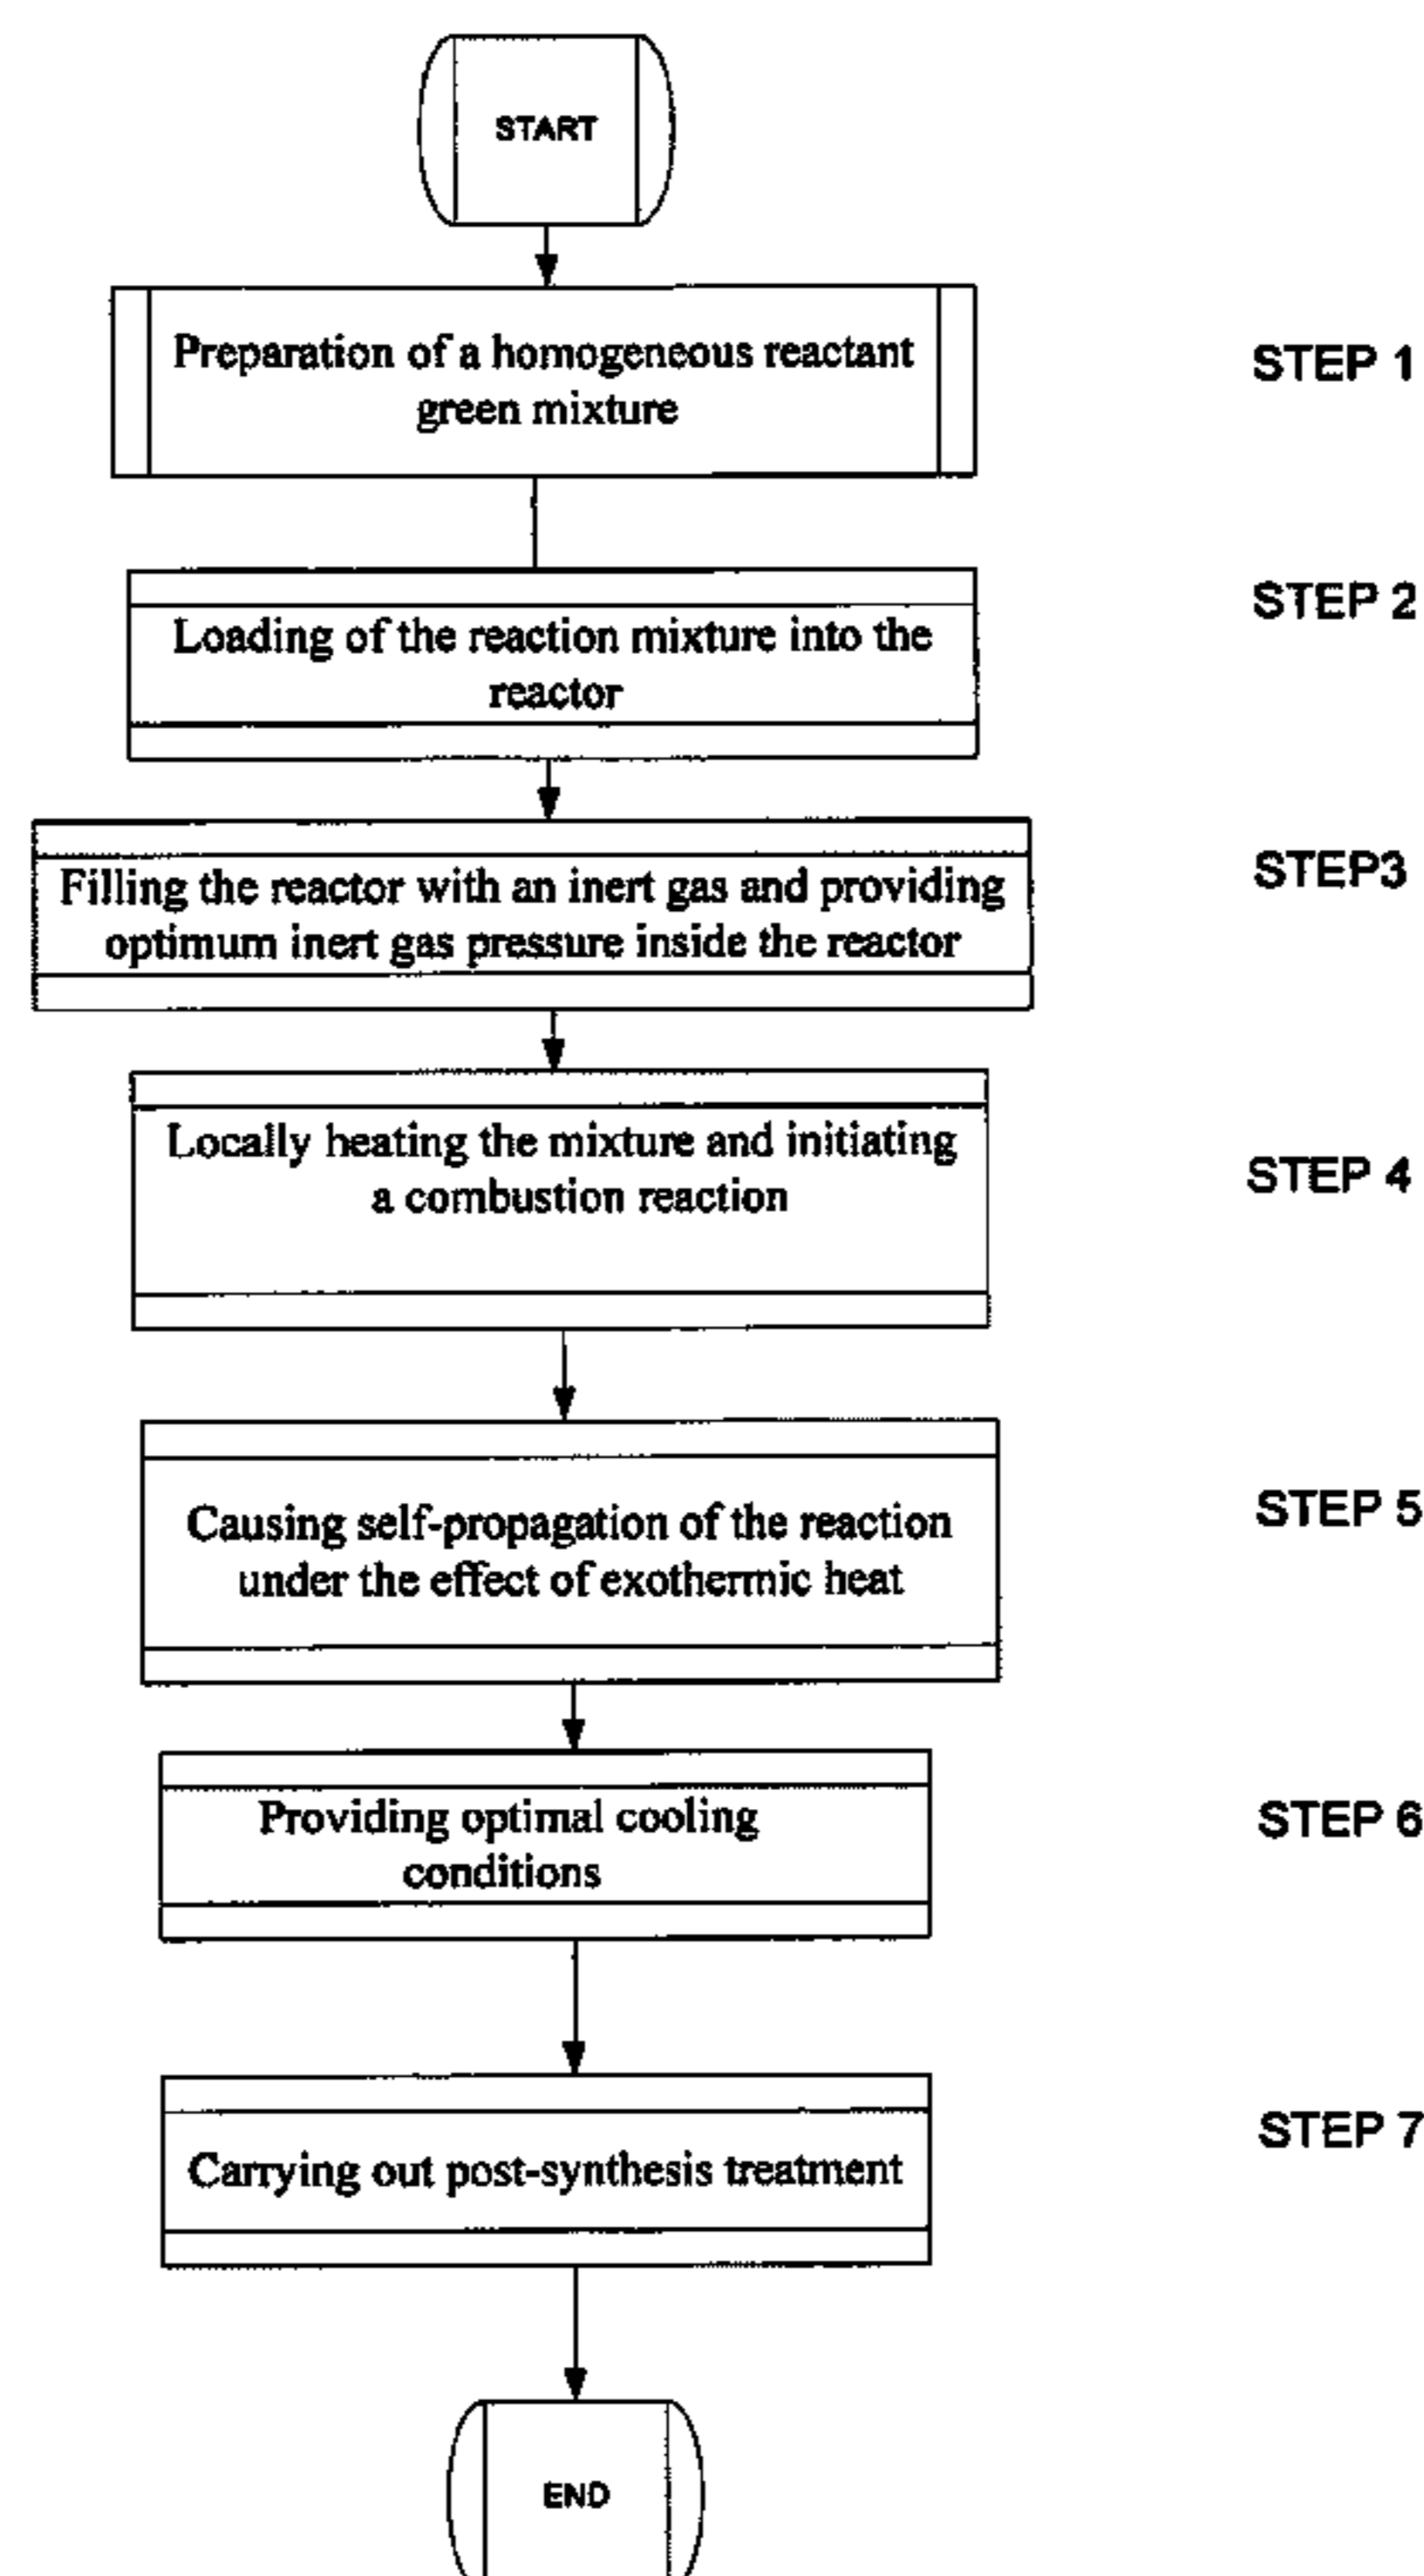 START
Preparation of a homogeneous reactant
green mixture
STEP 1
Loading of the reaction mixture into the
reactor
STEP 2
Filling the reactor with an inert gas and providing
optimum inert gas pressure inside the reactor
STEP3
Locally heating the mixture and initiating
a combustion reaction
STEP 4
Causing self-propagation of the reaction
under the effect of exothermic heat
STEP 5
Providing optimal cooling
conditions
STEP 6
Carrying out post-synthesis treatment
STEP 7
END